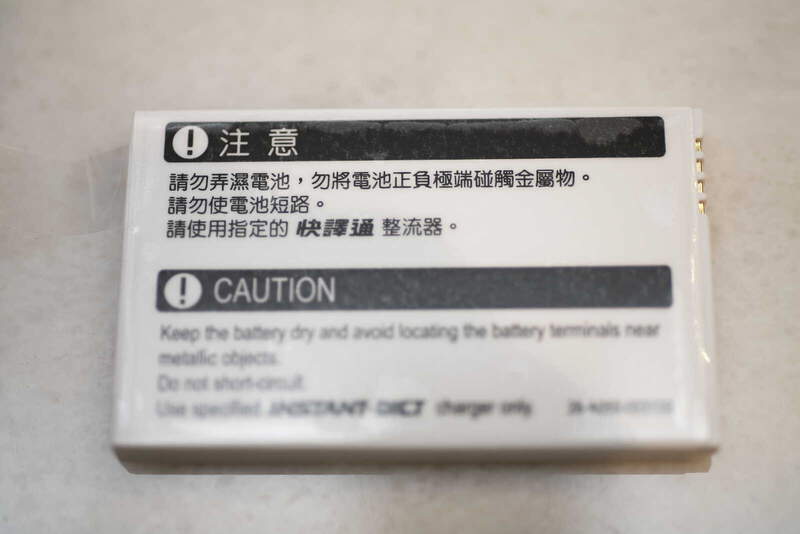 注意
請勿弄濕電池，勿將電池正負極端碰觸金屬物。
請勿使電池短路。
請使用指定的 快譯通 整流器。
CAUTION
Keep the battery dry and avoid locating the battery terminals near
metallic objects.
Do not short-circuit.
Use specified INSTANT-DICT charger only.